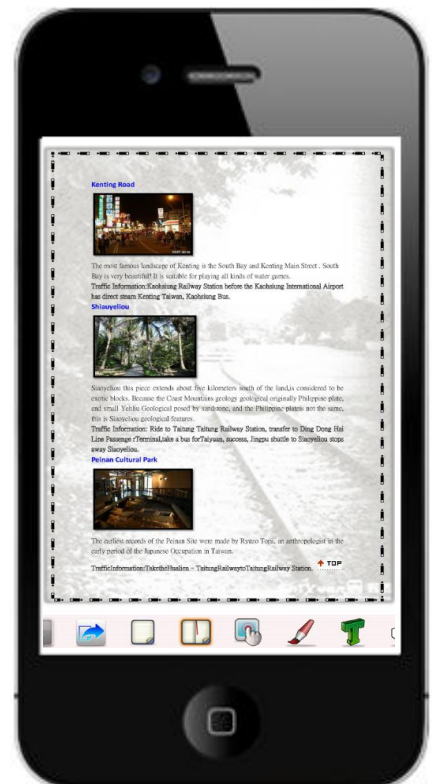 Kenting Road
The most famous landscape of Kenting is the South Bay and Kenting Main Street . South
Bay is very beautiful! It is suitable for playing all kinds of water games.
Traffic Information:Kaohsiung Railway Station before the Kaohsiung International Airport
has direct steam Kenting Taiwan, Kaohsiung Bus.
Shiauyeliou
Siaoyeliou this piece extends about five kilometers south of the land,is considered to be
exotic blocks. Because the Coast Mountains geology geological originally Philippine plate,
and small Yehliu Geological posed by sandstone, and the Philippine plateis not the same,
this is Siaoyeliou geological features.
Traffic Information: Ride to Taitung Taitung Railway Station, transfer to Ding Dong Hai
Line Passenge rTerminal,take a bus forTaiyuan, success, Jingpu shuttle to Siaoyeliou stops
away Siaoyeliou.
Peinan Cultural Park
The earliest records of the Peinan Site were made by Ryuzo Torii, an anthropologist in the
early period of the Japanese Occupation in Taiwan.
TrafficInformation:TaketheHualien – TaitungRailwaytoTaitungRailway Station.
TOP